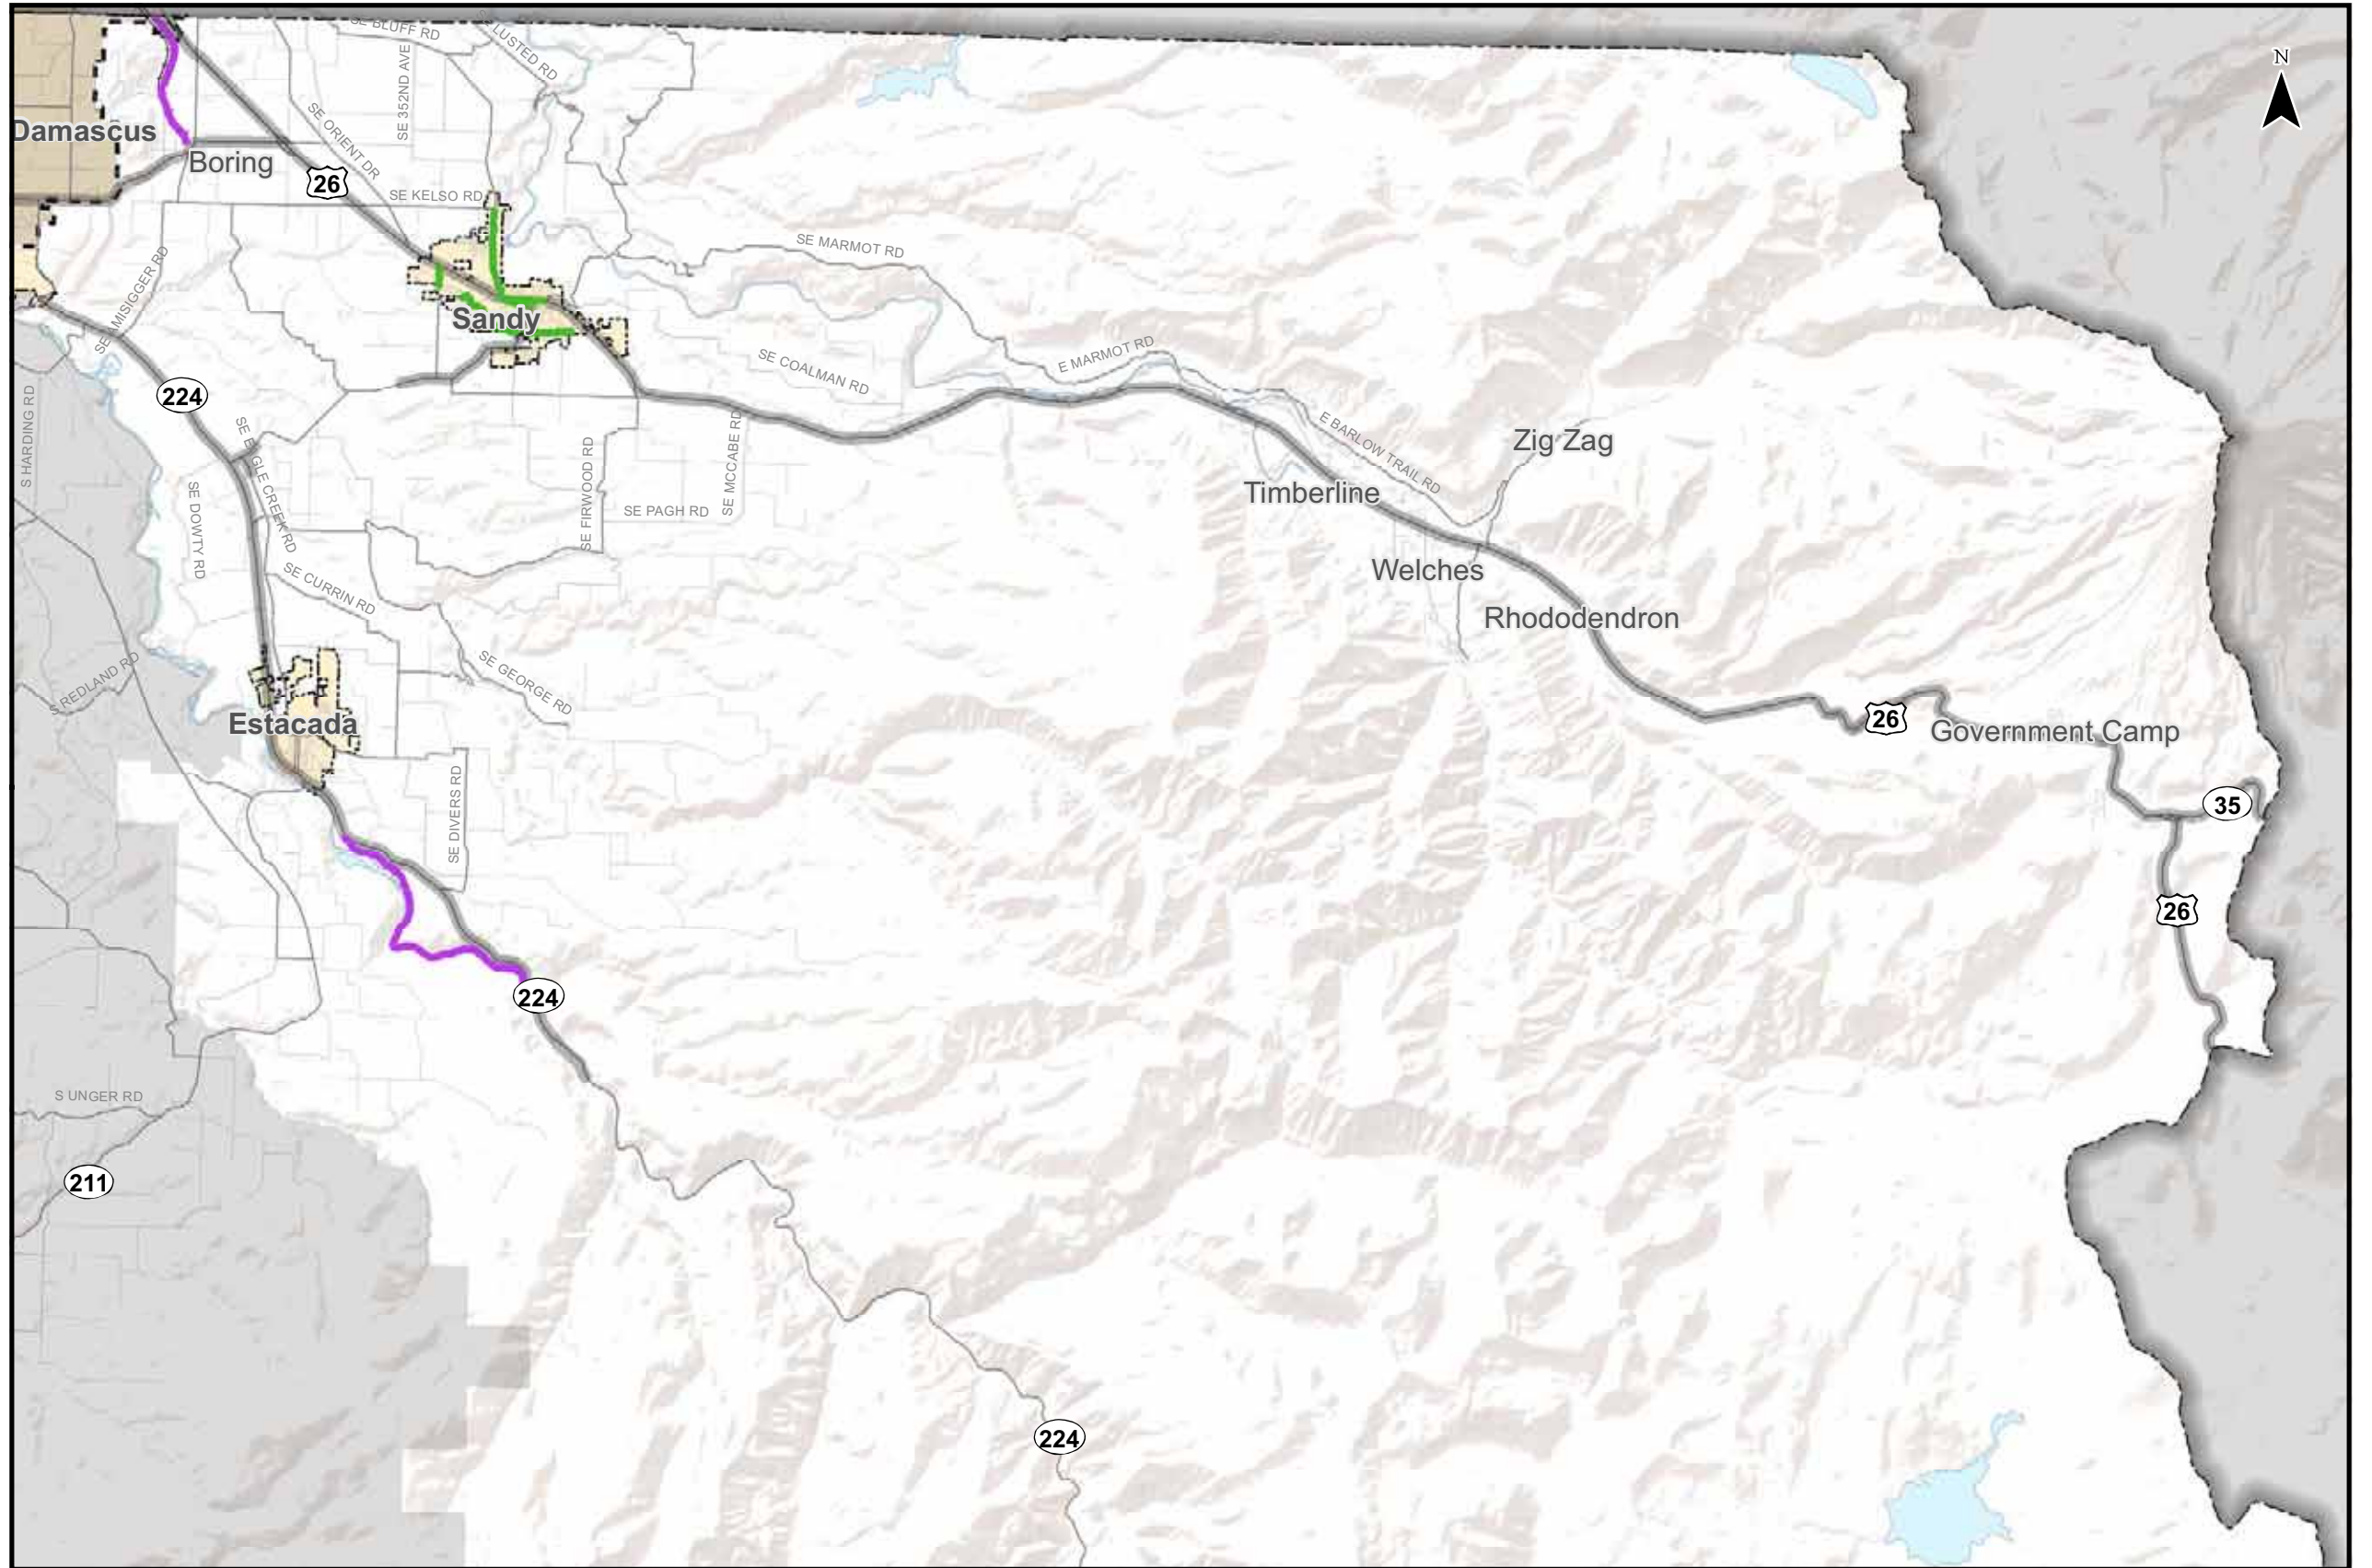 SE BLUFF RD
LUSTED RD
N
SE 352ND AVE
SE ORIENT DR
Damascus
Boring
26
SE KELSO RD
SE MARMOT RD
SE AMISIGGER RD
Sandy
SE COALMAN RD
E MARMOT RD
224
S HARDING RD
SE EAGLE CREEK RD
SE FIRWOOD RD
SE MCCABE RD
E BARLOW TRAIL RD
Zig Zag
Timberline
SE DOWTY RD
SE PAGH RD
SE CURRIN RD
Welches
Rhododendron
S REDLAND RD
SE GEORGE RD
Estacada
26
Government Camp
SE DIVERS RD
35
26
224
S UNGER RD
211
224